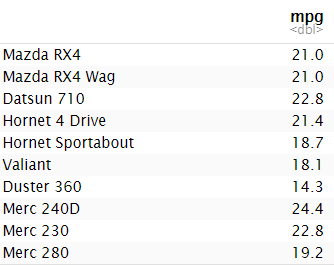 mpg
<dbl>
Mazda RX4 21.0
Mazda RX4 Wag 21.0
Datsun 710 22.8
Hornet 4 Drive 21.4
Hornet Sportabout 18.7
Valiant 18.1
Duster 360 14.3
Merc 240D 24.4
Merc 230 22.8
Merc 280 19.2